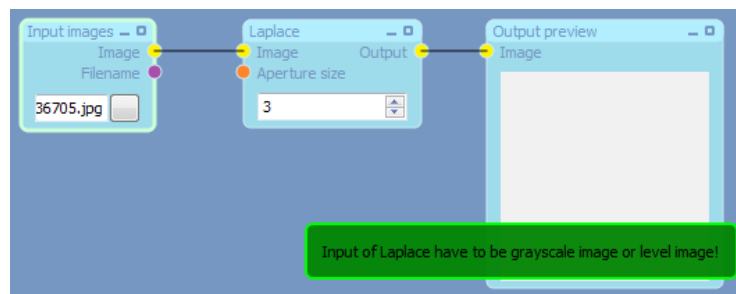 Input images
Image
Filename
36705.jpg
Laplace
Image Output
Aperture size
3
Output preview
Image
Input of Laplace have to be grayscale image or level image!